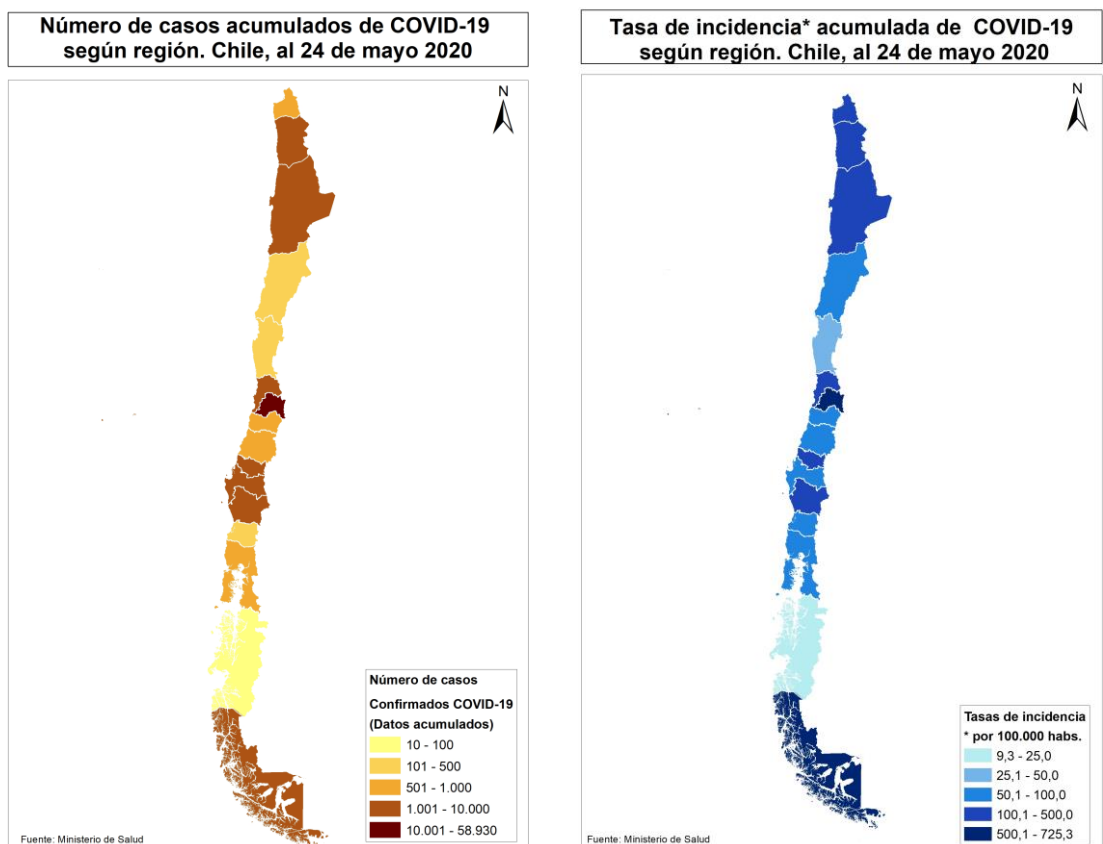 Número de casos acumulados de COVID-19
según región. Chile, al 24 de mayo 2020
N
Número de casos
Confirmados COVID-19
(Datos acumulados)
10 - 100
101 - 500
501 - 1.000
1.001 - 10.000
10.001 - 58.930
Fuente: Ministerio de Salud
Tasa de incidencia* acumulada de COVID-19
según región. Chile, al 24 de mayo 2020
N
Tasas de incidencia
* por 100.000 habs.
9,3 - 25,0
25,1 - 50,0
50,1 - 100,0
100,1 - 500,0
500,1 - 725,3
Fuente: Ministerio de Salud